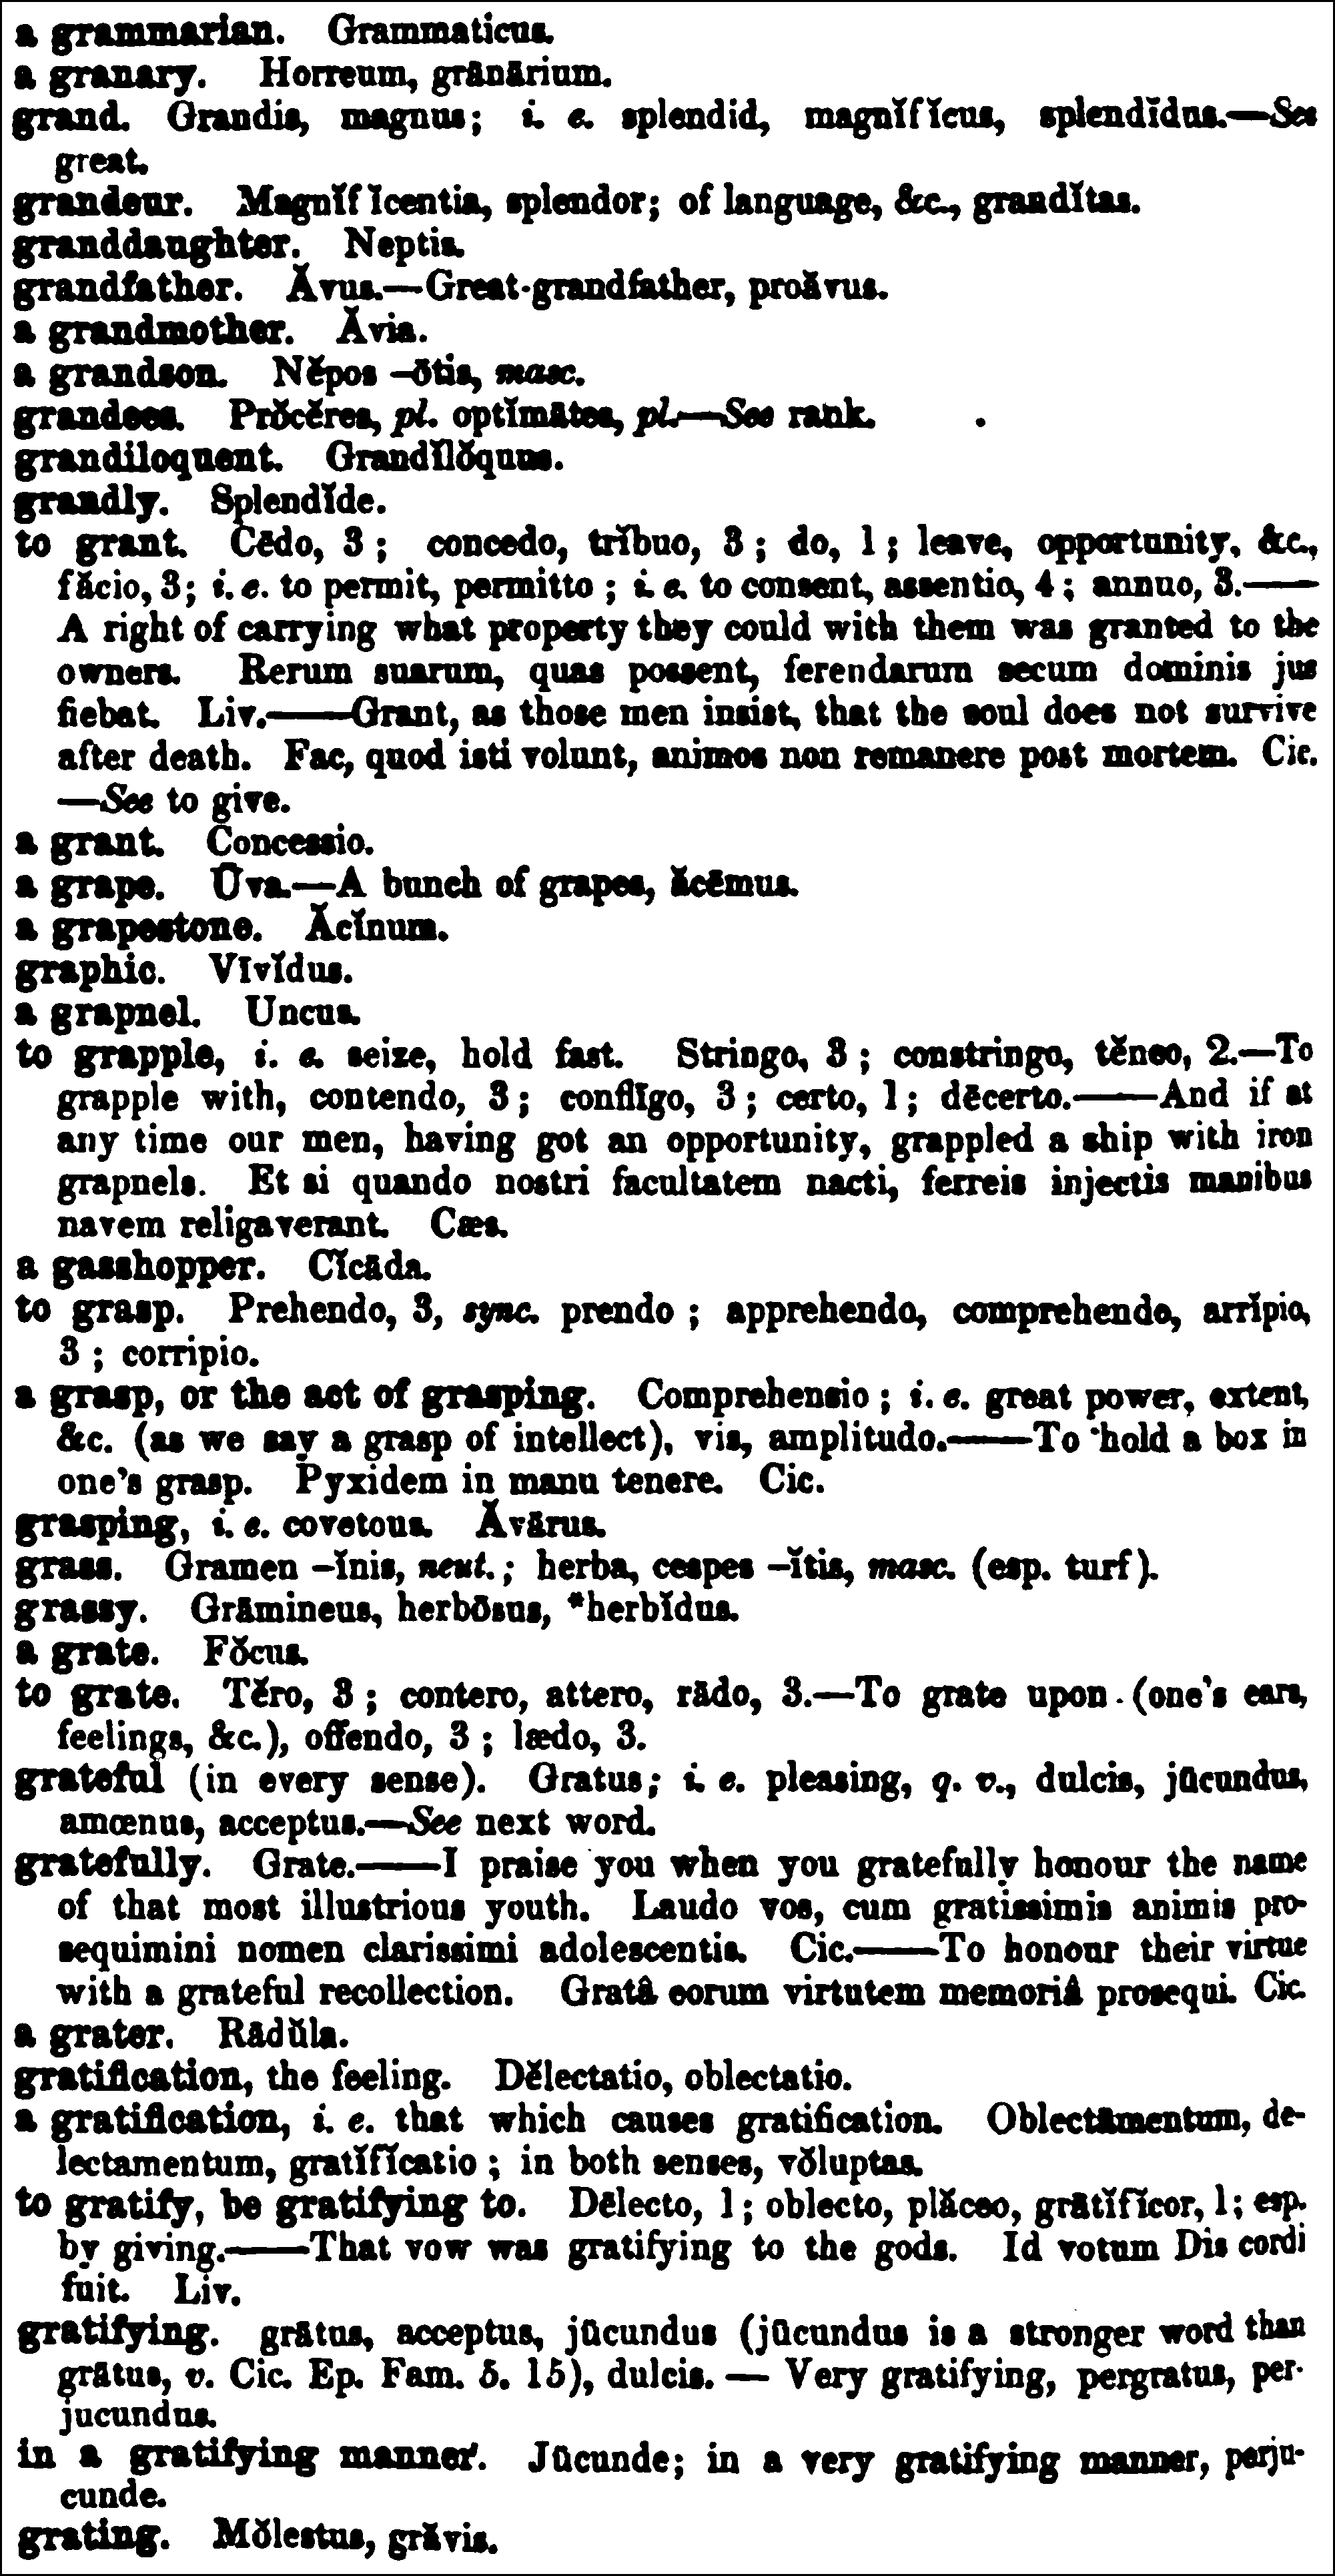 a grammarian. Grammaticus.
a granary. Horreum, grānārium.
grand. Grandis, magnus; i. e. splendid, magnĭfĭcus, splendĭdus.—See
great.
grandeur. Magnĭfĭcentia, splendor; of language, &c., grandĭtas.
granddaughter. Neptis.
grandfather. Ăvus.—Great-grandfather, proăvus.
a grandmother. Ăvia.
a grandson. Nĕpos –ōtis, masc.
grandees. Prŏcĕres, pl. optĭmātes, pl.—See rank.
grandiloquent. Grandĭlŏquus.
grandly. Splendĭde.
to grant. Cēdo, 3; concedo, trĭbuo, 3; do, 1; leave, opportunity, &c.,
făcio, 3; i. e. to permit, permitto; i. e. to consent, assentio, 4; annuo, 3.——
A right of carrying what property they could with them was granted to the
owners. Rerum suarum, quas possent, ferendarum secum dominis jus
fiebat. Liv.——Grant, as those men insist, that the soul does not survive
after death. Fac, quod isti volunt, animos non remanere post mortem. Cic.
—See to give.
a grant. Concessio.
a grape. Ūva.—A bunch of grapes, ăcēmus.
a grapestone. Ăcĭnum.
graphic. Vīvĭdus.
a grapnel. Uncus.
to grapple, i. e. seize, hold fast. Stringo, 3; constringo, tĕneo, 2.—To
grapple with, contendo, 3; conflīgo, 3; certo, 1; dēcerto.——And if at
any time our men, having got an opportunity, grappled a ship with iron
grapnels. Et si quando nostri facultatem nacti, ferreis injectis manibus
navem religaverant. Cæs.
a gasshopper. Cĭcāda.
to grasp. Prehendo, 3, sync. prendo; apprehendo, comprehendo, arrĭpio,
3; corripio.
a grasp, or the act of grasping. Comprehensio; i. e. great power, extent,
&c. (as we say a grasp of intellect), vis, amplitudo.——To hold a box in
one's grasp. Pyxidem in manu tenere. Cic.
grasping, i. e. covetous. Ăvārus.
grass. Gramen –ĭnis, neut.; herba, cespes –ĭtis, masc. (esp. turf).
grassy. Grāmineus, herbōsus, *herbĭdus.
a grate. Fŏcus.
to grate. Tĕro, 3; contero, attero, rādo, 3.—To grate upon (one's ears,
feelings, &c.), offendo, 3; lædo, 3.
grateful (in every sense). Gratus; i. e. pleasing, q. v., dulcis, jūcundus,
amœnus, acceptus.—See next word.
gratefully. Grate.——I praise you when you gratefully honour the name
of that most illustrious youth. Laudo vos, cum gratissimis animis pro-
sequimini nomen clarissimi adolescentis. Cic.——To honour their virtue
with a grateful recollection. Gratâ eorum virtutem memoriâ prosequi. Cic.
a grater. Rādŭla.
gratification, the feeling. Dēlectatio, oblectatio.
a gratification, i. e. that which causes gratification. Oblectāmentum, de-
lectamentum, gratĭfĭcatio; in both senses, vŏluptas.
to gratify, be gratifying to. Dēlecto, 1; oblecto, plăceo, grātĭfĭcor, 1; esp.
by giving.——That vow was gratifying to the gods. Id votum Dis cordi
fuit. Liv.
gratifying. grātus, acceptus, jūcundus (jūcundus is a stronger word than
grātus, v. Cic. Ep. Fam. 5. 15), dulcis. — Very gratifying, pergratus, per-
jucundus.
in a gratifying manner. Jūcunde; in a very gratifying manner, perju-
cunde.
grating. Mŏlestus, grăvis.